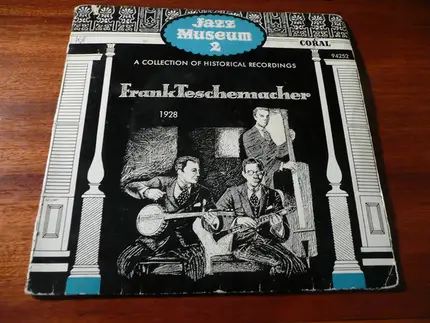 Jazz
Museum
2
CORAL
94252
A COLLECTION OF HISTORICAL RECORDINGS
Frank Teschemacher
1928